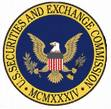 U.S. SECURITIES AND EXCHANGE COMMISSION
MCMXXXIV